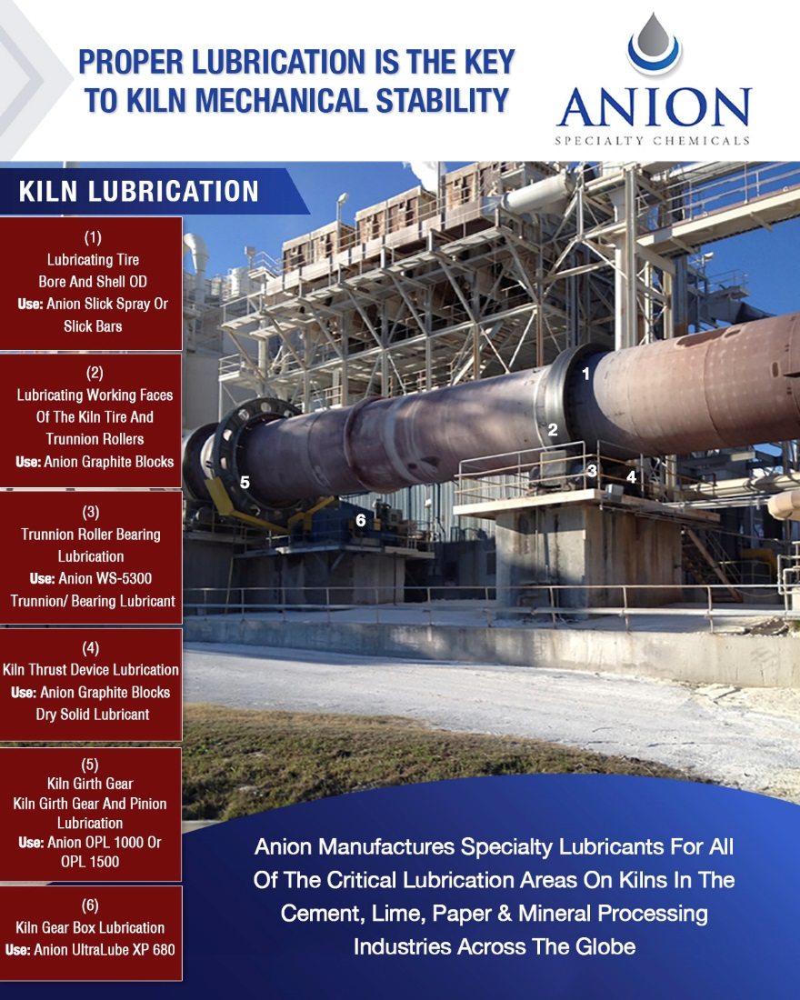 PROPER LUBRICATION IS THE KEY
TO KILN MECHANICAL STABILITY
ANION
SPECIALTY CHEMICALS
KILN LUBRICATION
(1)
Lubricating Tire
Bore And Shell OD
Use: Anion Slick Spray Or
Slick Bars
(2)
Lubricating Working Faces
Of The Kiln Tire And
Trunnion Rollers
Use: Anion Graphite Blocks
(3)
Trunnion Roller Bearing
Lubrication
Use: Anion WS-5300
Trunnion/ Bearing Lubricant
(4)
Kiln Thrust Device Lubrication
Use: Anion Graphite Blocks
Dry Solid Lubricant
(5)
Kiln Girth Gear
Kiln Girth Gear And Pinion
Lubrication
Use: Anion OPL 1000 Or
OPL 1500
(6)
Kiln Gear Box Lubrication
Use: Anion UltraLube XP 680
1
2
3
4
5
6
Anion Manufactures Specialty Lubricants For All
Of The Critical Lubrication Areas On Kilns In The
Cement, Lime, Paper & Mineral Processing
Industries Across The Globe